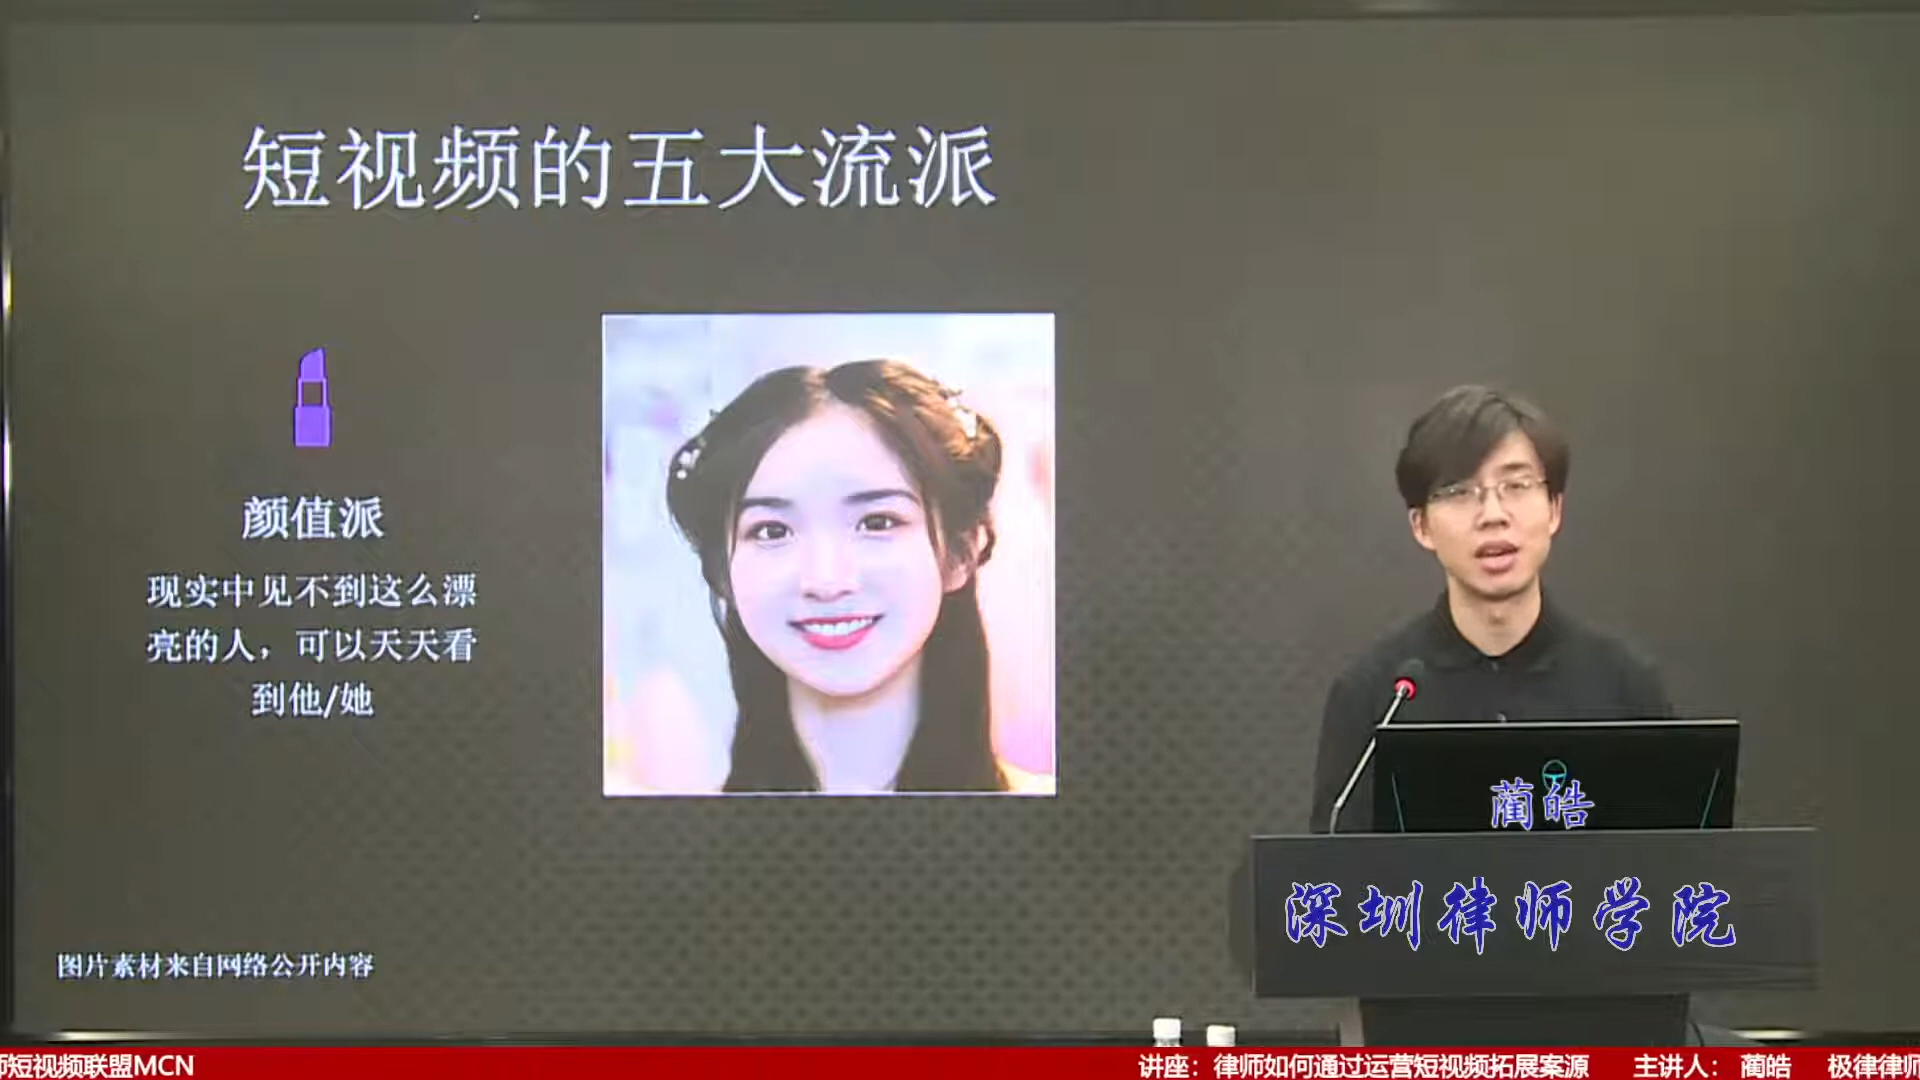 短视频的五大流派
颜值派
现实中见不到这么漂
亮的人，可以天天看
到他/她
图片素材来自网络公开内容
蔺皓
深圳律师学院
师短视频联盟MCN
讲座：律师如何通过运营短视频拓展案源 主讲人： 蔺皓 极律律师